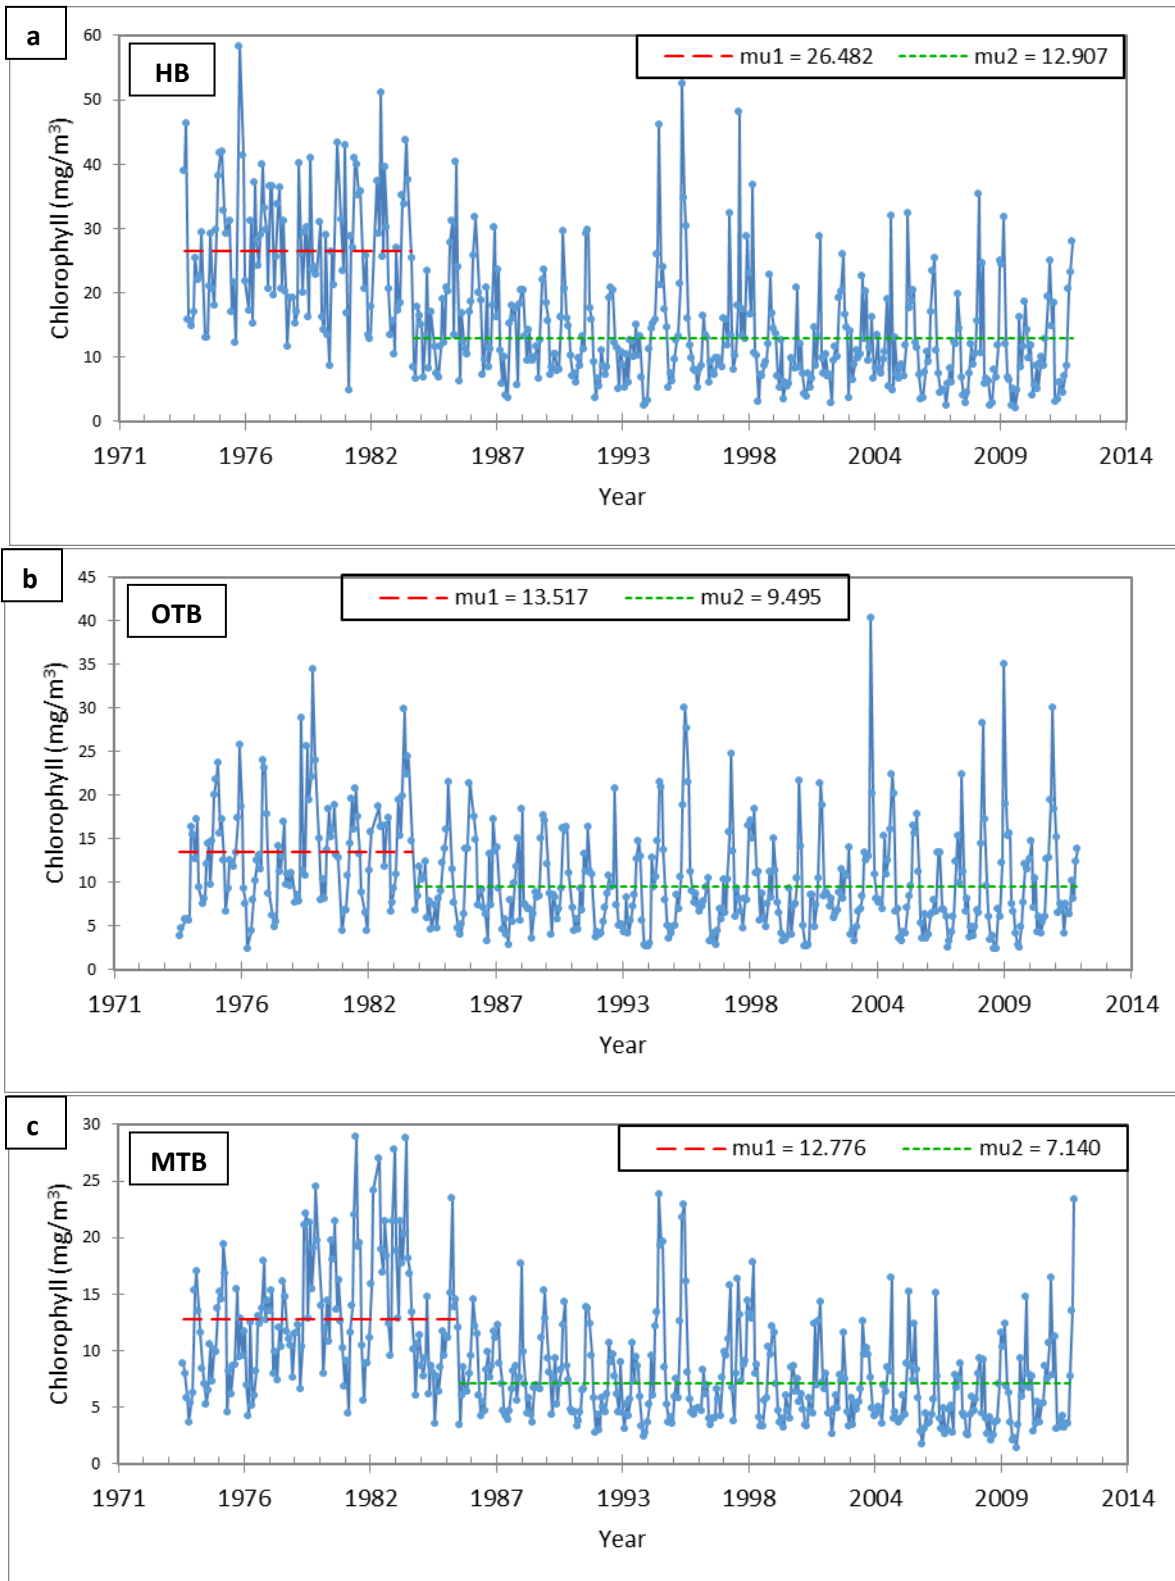 a
HB
mu1 = 26.482 mu2 = 12.907
60
50
40
30
20
10
0
Chlorophyll (mg/m³)
1971 1976 1982 1987 1993 1998 2004 2009 2014
Year
b
OTB
mu1 = 13.517 mu2 = 9.495
45
40
35
30
25
20
15
10
5
0
Chlorophyll (mg/m³)
1971 1976 1982 1987 1993 1998 2004 2009 2014
Year
c
MTB
mu1 = 12.776 mu2 = 7.140
30
25
20
15
10
5
0
Chlorophyll (mg/m³)
1971 1976 1982 1987 1993 1998 2004 2009 2014
Year